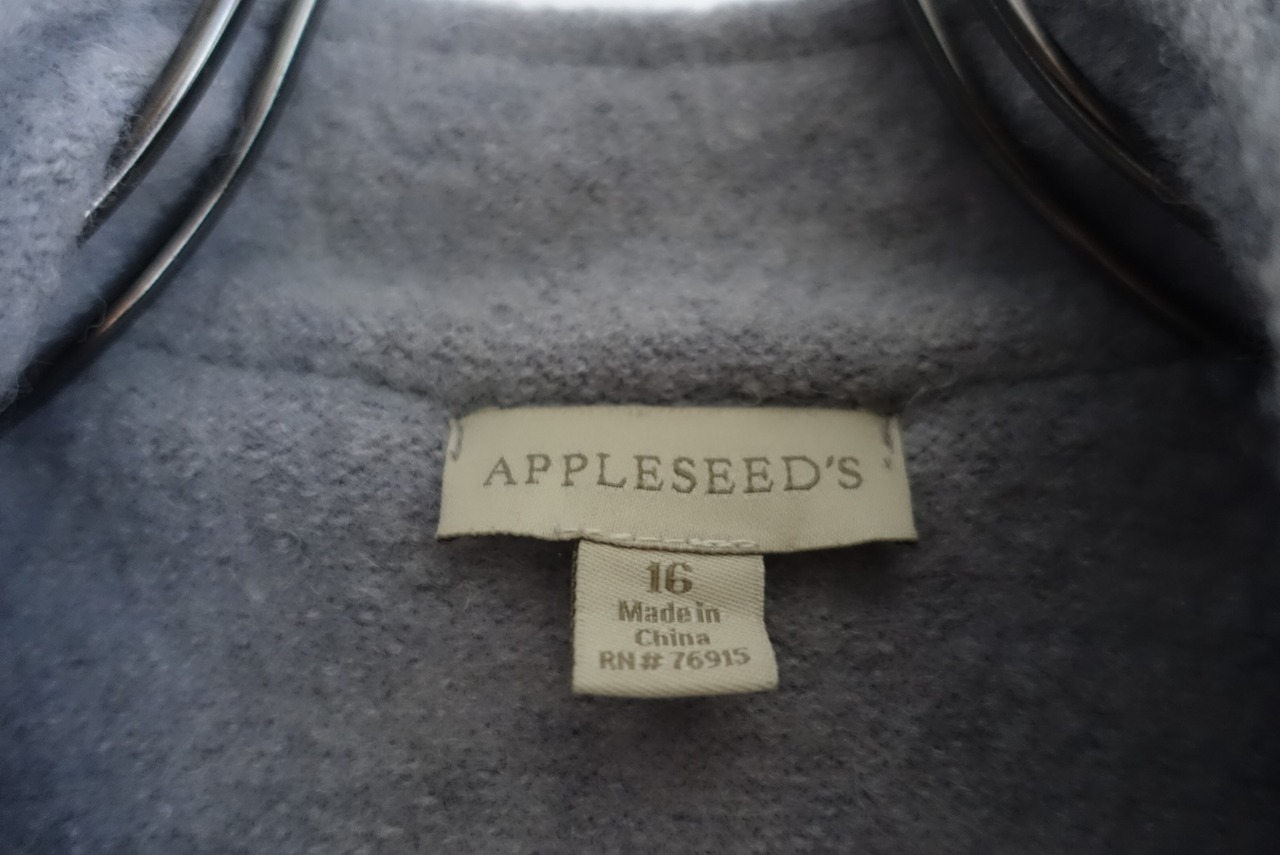 APPLESEED'S
16
Made in
China
RN# 76915